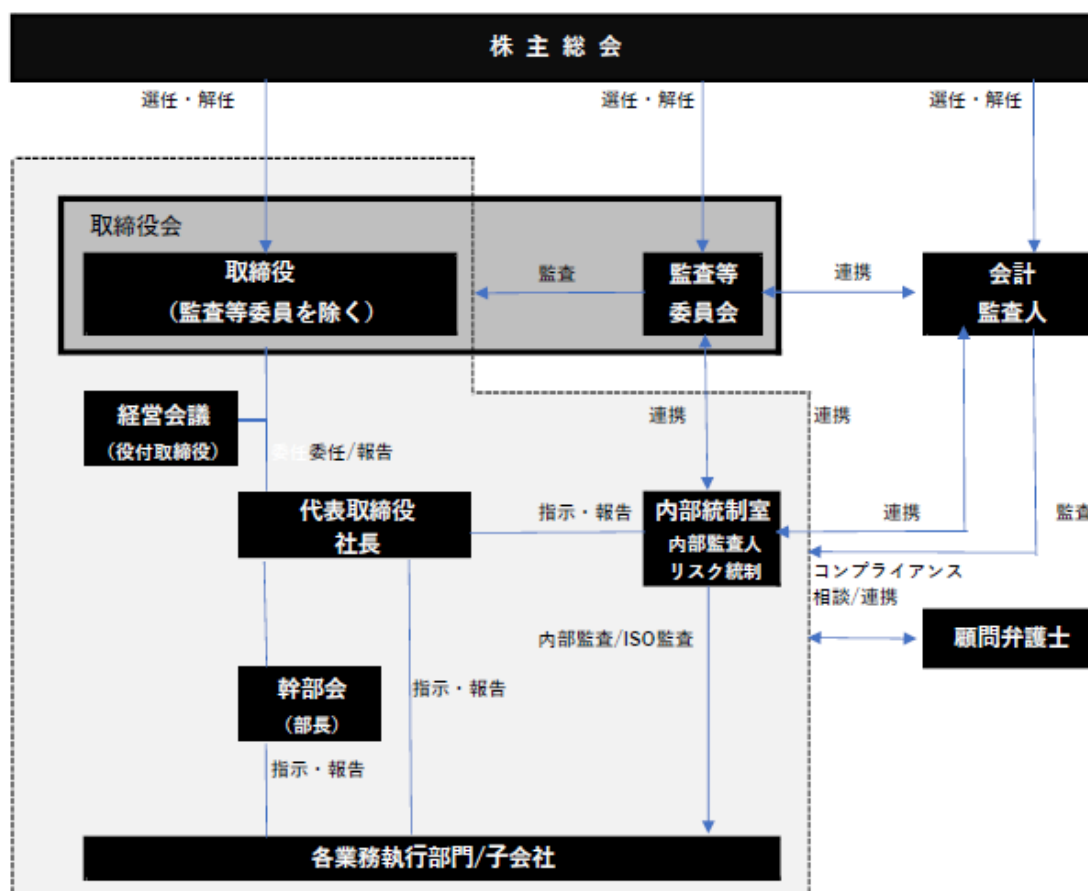 株 主 総 会
選任・解任
選任・解任
選任・解任
取締役会
取締役
（監査等委員を除く）
監査
監査等
委員会
連携
会計
監査人
経営会議
（役付取締役）
連携
連携
委任委任/報告
代表取締役
社長
指示・報告
内部統制室
内部監査人
リスク統制
連携
監査
コンプライアンス
相談/連携
内部監査/ISO監査
顧問弁護士
幹部会
（部長）
指示・報告
指示・報告
各業務執行部門/子会社